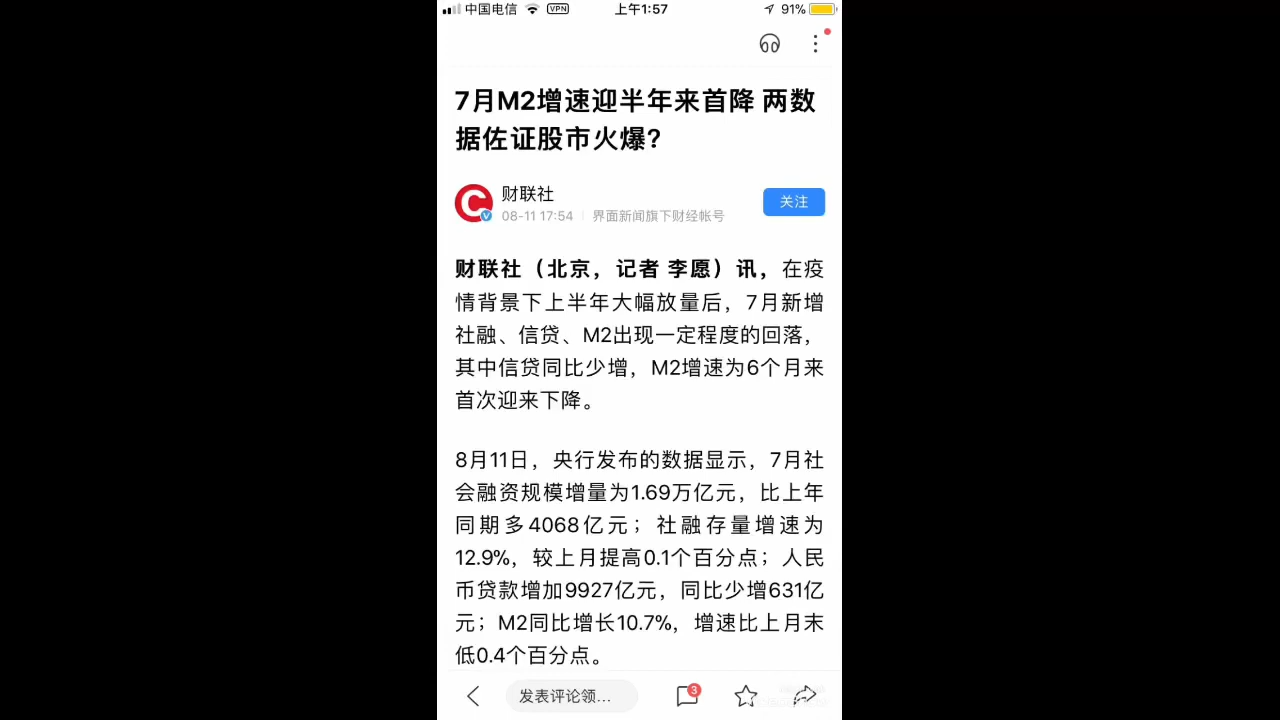 中国电信 VPN 上午1:57 91%
7月M2增速迎半年来首降 两数
据佐证股市火爆?
财联社
08-11 17:54 界面新闻旗下财经帐号
关注
财联社（北京，记者 李愿）讯，在疫
情背景下上半年大幅放量后，7月新增
社融、信贷、M2出现一定程度的回落，
其中信贷同比少增，M2增速为6个月来
首次迎来下降。
8月11日，央行发布的数据显示，7月社
会融资规模增量为1.69万亿元，比上年
同期多4068亿元；社融存量增速为
12.9%，较上月提高0.1个百分点；人民
币贷款增加9927亿元，同比少增631亿
元；M2同比增长10.7%，增速比上月末
低0.4个百分点。
发表评论领... 3